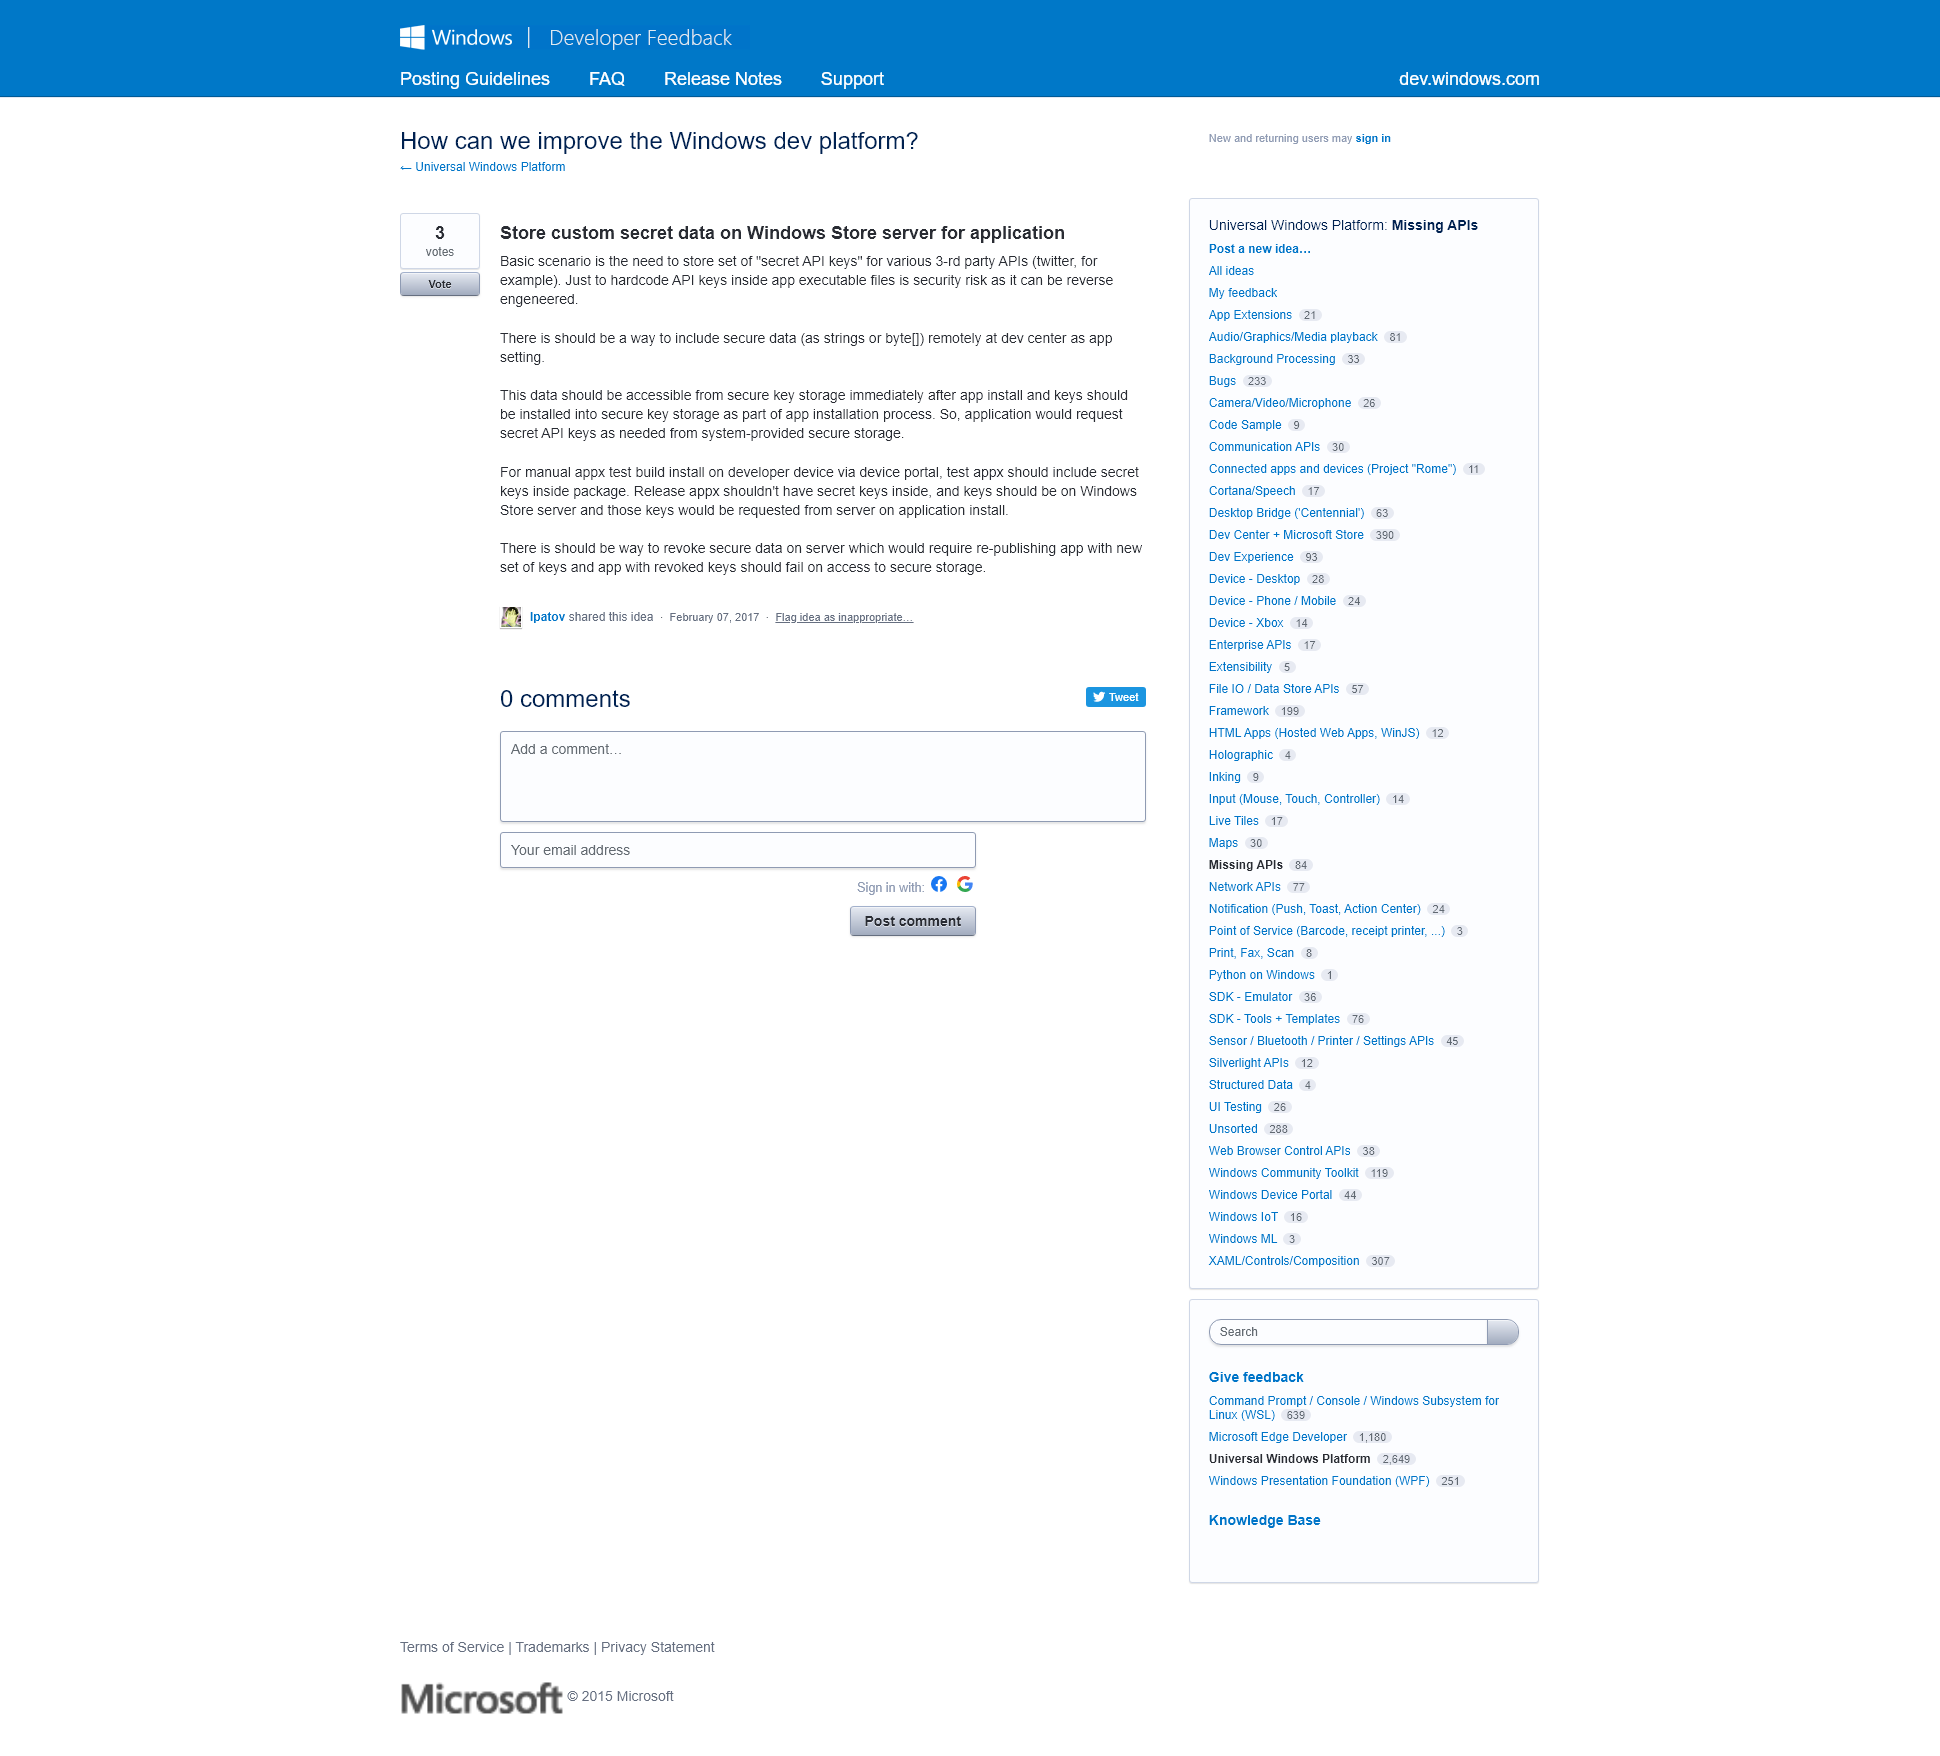 Windows | Developer Feedback
Posting Guidelines FAQ Release Notes Support dev.windows.com
How can we improve the Windows dev platform?
← Universal Windows Platform
New and returning users may sign in
3
votes
Vote
Store custom secret data on Windows Store server for application
Basic scenario is the need to store set of "secret API keys" for various 3-rd party APIs (twitter, for
example). Just to hardcode API keys inside app executable files is security risk as it can be reverse
engeneered.
There is should be a way to include secure data (as strings or byte[]) remotely at dev center as app
setting.
This data should be accessible from secure key storage immediately after app install and keys should
be installed into secure key storage as part of app installation process. So, application would request
secret API keys as needed from system-provided secure storage.
For manual appx test build install on developer device via device portal, test appx should include secret
keys inside package. Release appx shouldn't have secret keys inside, and keys should be on Windows
Store server and those keys would be requested from server on application install.
There is should be way to revoke secure data on server which would require re-publishing app with new
set of keys and app with revoked keys should fail on access to secure storage.
Ipatov shared this idea · February 07, 2017 · Flag idea as inappropriate…
0 comments
Tweet
Add a comment…
Your email address
Sign in with:
Post comment
Universal Windows Platform: Missing APIs
Post a new idea…
All ideas
My feedback
App Extensions 21
Audio/Graphics/Media playback 81
Background Processing 33
Bugs 233
Camera/Video/Microphone 26
Code Sample 9
Communication APIs 30
Connected apps and devices (Project "Rome") 11
Cortana/Speech 17
Desktop Bridge ('Centennial') 63
Dev Center + Microsoft Store 390
Dev Experience 93
Device - Desktop 28
Device - Phone / Mobile 24
Device - Xbox 14
Enterprise APIs 17
Extensibility 5
File IO / Data Store APIs 57
Framework 199
HTML Apps (Hosted Web Apps, WinJS) 12
Holographic 4
Inking 9
Input (Mouse, Touch, Controller) 14
Live Tiles 17
Maps 30
Missing APIs 84
Network APIs 77
Notification (Push, Toast, Action Center) 24
Point of Service (Barcode, receipt printer, ...) 3
Print, Fax, Scan 8
Python on Windows 1
SDK - Emulator 36
SDK - Tools + Templates 76
Sensor / Bluetooth / Printer / Settings APIs 45
Silverlight APIs 12
Structured Data 4
UI Testing 26
Unsorted 288
Web Browser Control APIs 38
Windows Community Toolkit 119
Windows Device Portal 44
Windows IoT 16
Windows ML 3
XAML/Controls/Composition 307
Search
Give feedback
Command Prompt / Console / Windows Subsystem for
Linux (WSL) 639
Microsoft Edge Developer 1,180
Universal Windows Platform 2,649
Windows Presentation Foundation (WPF) 251
Knowledge Base
Terms of Service | Trademarks | Privacy Statement
Microsoft © 2015 Microsoft